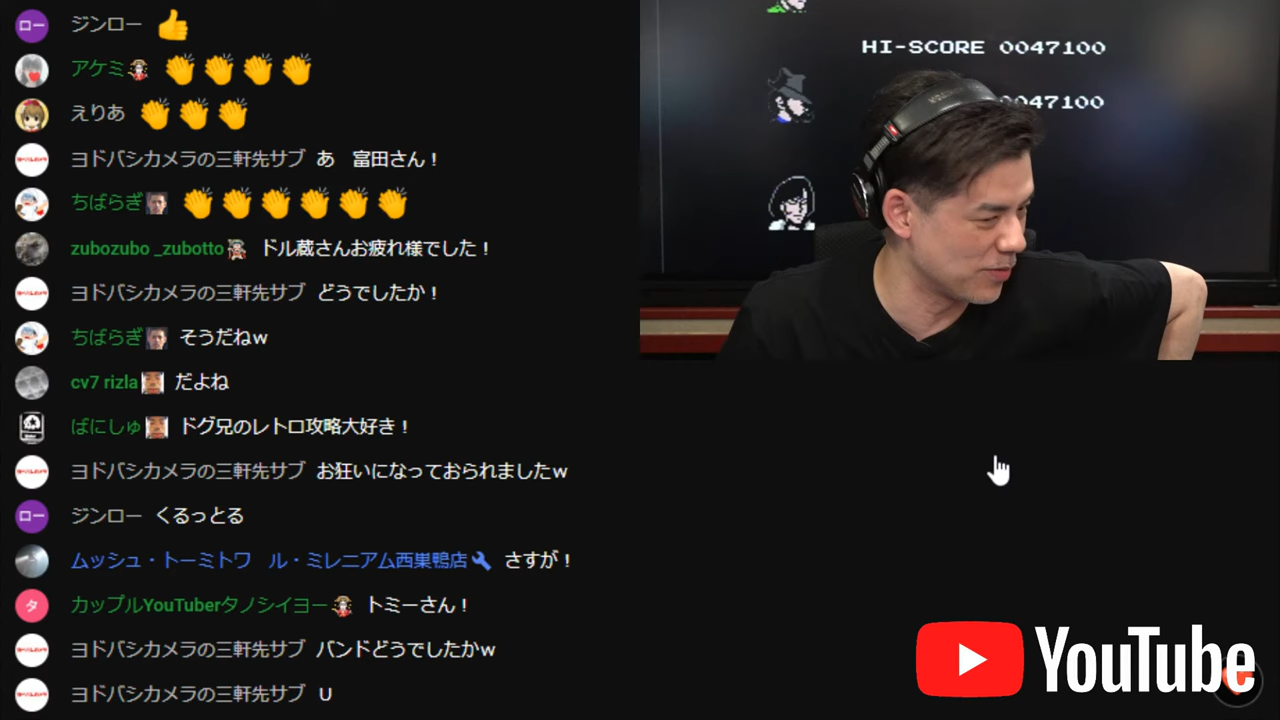 ロー ジンロー 👍
アケミ 👏👏👏👏
えりあ 👏👏👏
ヨドバシカメラの三軒先サブ あ　富田さん！
ちばらぎ 👏👏👏👏👏👏
zubozubo _zubotto ドル蔵さんお疲れ様でした！
ヨドバシカメラの三軒先サブ どうでしたか！
ちばらぎ そうだねw
cv7 rizla だよね
ばにしゅ ドグ兄のレトロ攻略大好き！
ヨドバシカメラの三軒先サブ お狂いになっておられましたw
ロー ジンロー くるっとる
ムッシュ・トーミトワ　ル・ミレニアム西巣鴨店 さすが！
タ カップルYouTuberタノシイヨー トミーさん！
ヨドバシカメラの三軒先サブ バンドどうでしたかw
ヨドバシカメラの三軒先サブ U
HI-SCORE 0047100
0047100
YouTube